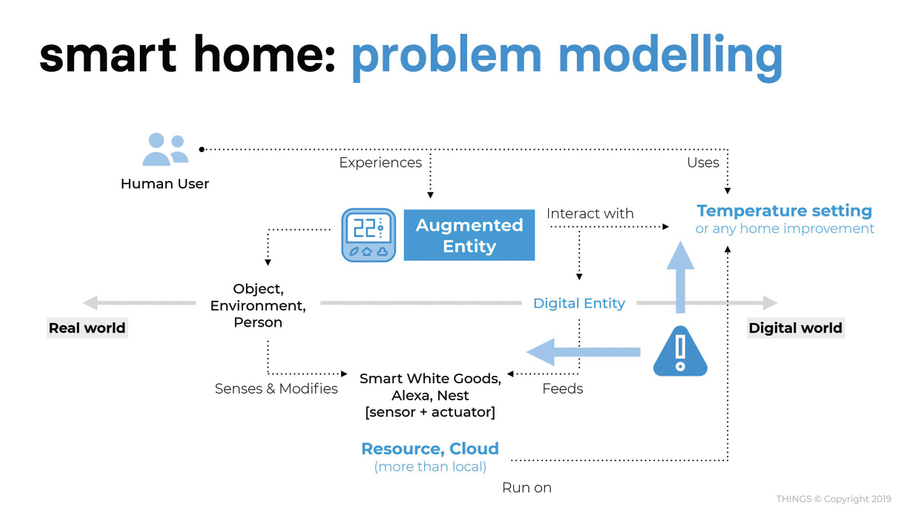 smart home: problem modelling
Human User
Experiences
Uses
22
Augmented
Entity
Interact with
Temperature setting
or any home improvement
Object,
Environment,
Person
Digital Entity
Real world
Digital world
Senses & Modifies
Smart White Goods,
Alexa, Nest
[sensor + actuator]
Feeds
Resource, Cloud
(more than local)
Run on
THINGS © Copyright 2019